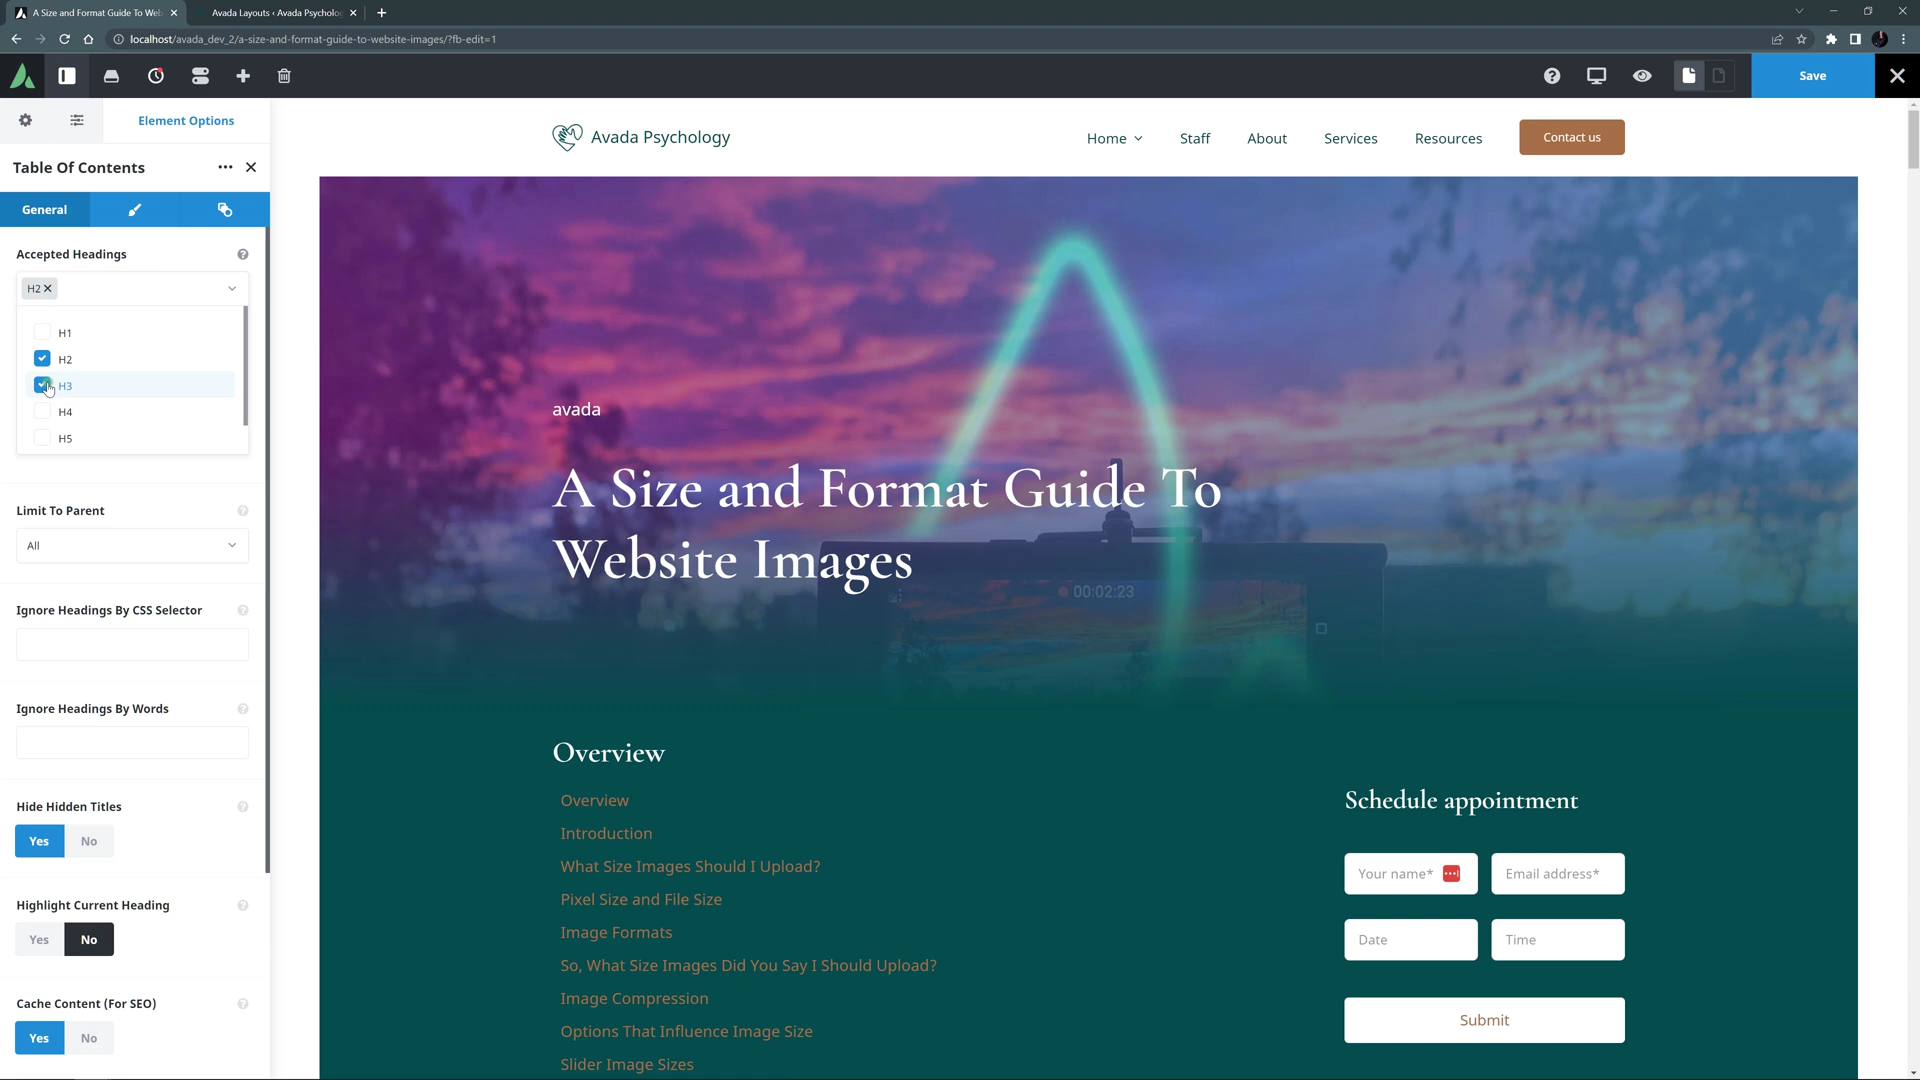 A Size and Format Guide To Web
Avada Layouts ‹ Avada Psycholog
localhost/avada_dev_2/a-size-and-format-guide-to-website-images/?fb-edit=1
Save
Element Options
Table Of Contents
General
Accepted Headings
H2
H1
H2
H3
H4
H5
Limit To Parent
All
Ignore Headings By CSS Selector
Ignore Headings By Words
Hide Hidden Titles
Yes No
Highlight Current Heading
Yes No
Cache Content (For SEO)
Yes No
Avada Psychology
Home Staff About Services Resources Contact us
avada
A Size and Format Guide To
Website Images
00:02:23
Overview
Overview
Introduction
What Size Images Should I Upload?
Pixel Size and File Size
Image Formats
So, What Size Images Did You Say I Should Upload?
Image Compression
Options That Influence Image Size
Slider Image Sizes
Schedule appointment
Your name* Email address*
Date Time
Submit